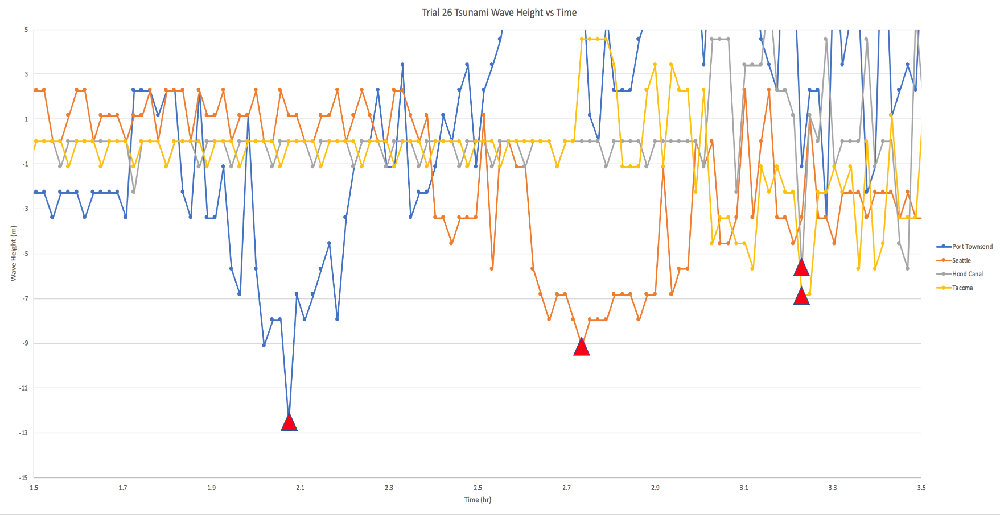 Trial 26 Tsunami Wave Height vs Time
5
3
1
-1
-3
-5
-7
-9
-11
-13
-15
Wave Height (m)
1.5 1.7 1.9 2.1 2.3 2.5 2.7 2.9 3.1 3.3 3.5
Time (hr)
Port Townsend
Seattle
Hood Canal
Tacoma